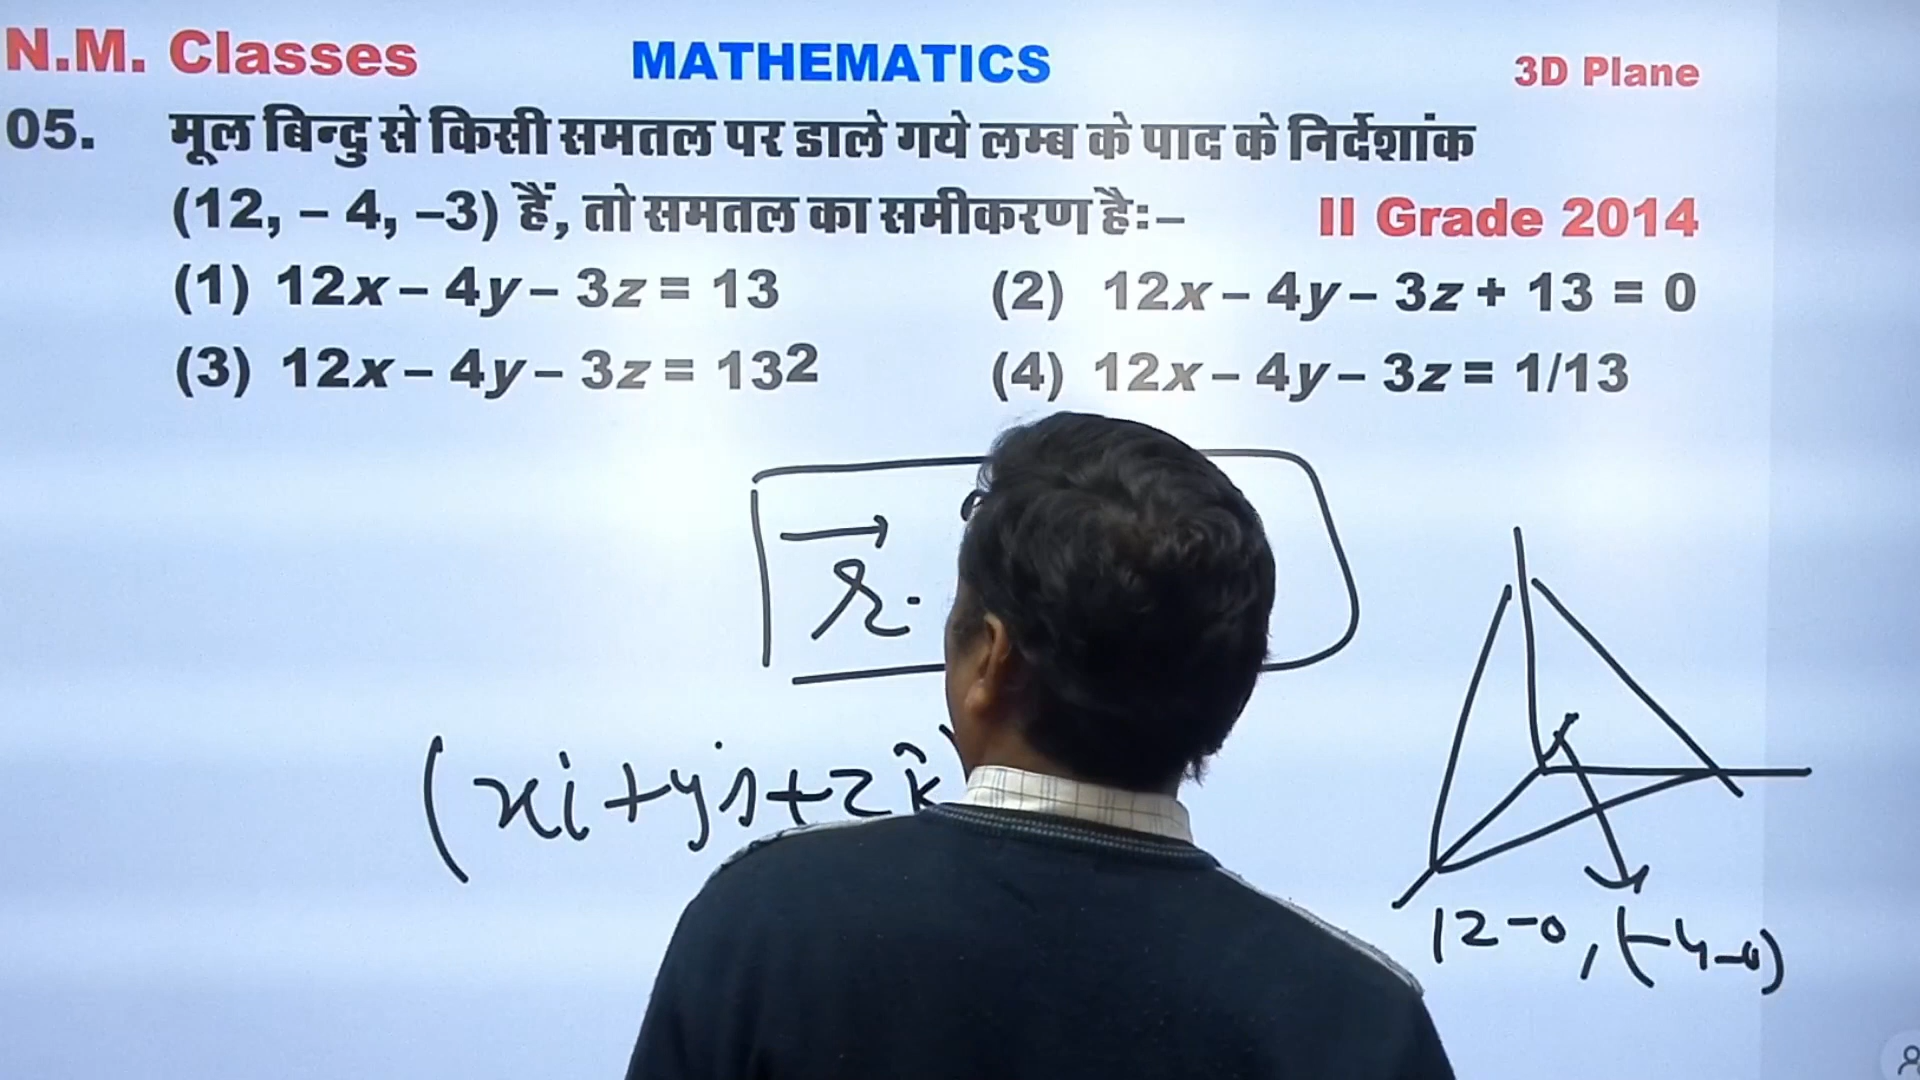 N.M. Classes MATHEMATICS 3D Plane
05. मूल बिन्दु से किसी समतल पर डाले गये लम्ब के पाद के निर्देशांक
(12, – 4, –3) हैं, तो समतल का समीकरण हैः– II Grade 2014
(1) 12x – 4y – 3z = 13 (2) 12x – 4y – 3z + 13 = 0
(3) 12x – 4y – 3z = 13² (4) 12x – 4y – 3z = 1/13
r⃗.
(xi + yj + zk̂)
12-0, (-4-0)